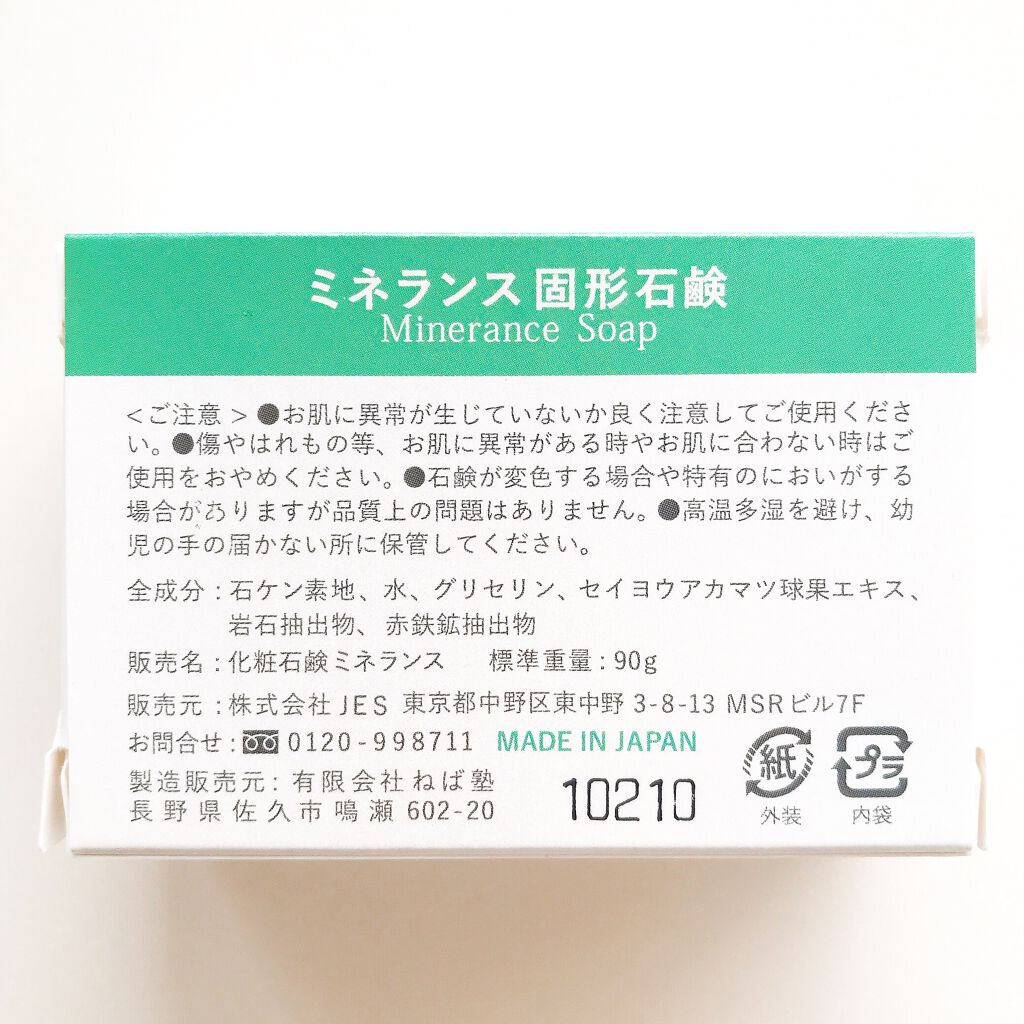 ミネランス固形石鹸
Minerance Soap
<ご注意>●お肌に異常が生じていないか良く注意してご使用くださ
い。●傷やはれもの等、お肌に異常がある時やお肌に合わない時はご
使用をおやめください。●石鹸が変色する場合や特有のにおいがする
場合がありますが品質上の問題はありません。●高温多湿を避け、幼
児の手の届かない所に保管してください。
全成分：石ケン素地、水、グリセリン、セイヨウアカマツ球果エキス、
岩石抽出物、赤鉄鉱抽出物
販売名：化粧石鹸ミネランス 標準重量：90g
販売元：株式会社JES 東京都中野区東中野 3-8-13 MSRビル7F
お問合せ： 0120-998711 MADE IN JAPAN
製造販売元：有限会社ねば塾
長野県佐久市鳴瀬 602-20
10210
紙
外装
プラ
内袋